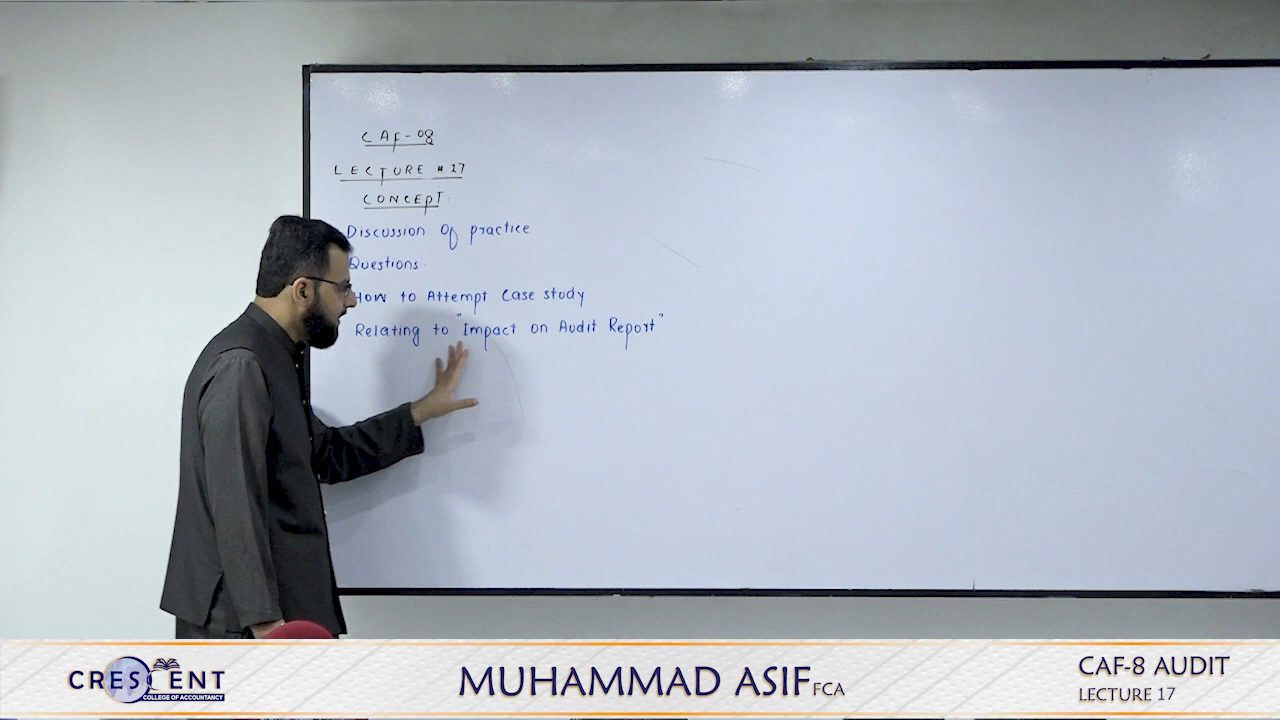 CAF-08
LECTURE #17
CONCEPT:
Discussion Of practice
Questions.
How to Attempt Case study
Relating to "Impact on Audit Report"
CRESCENT
COLLEGE OF ACCOUNTANCY
MUHAMMAD ASIF FCA
CAF-8 AUDIT
LECTURE 17